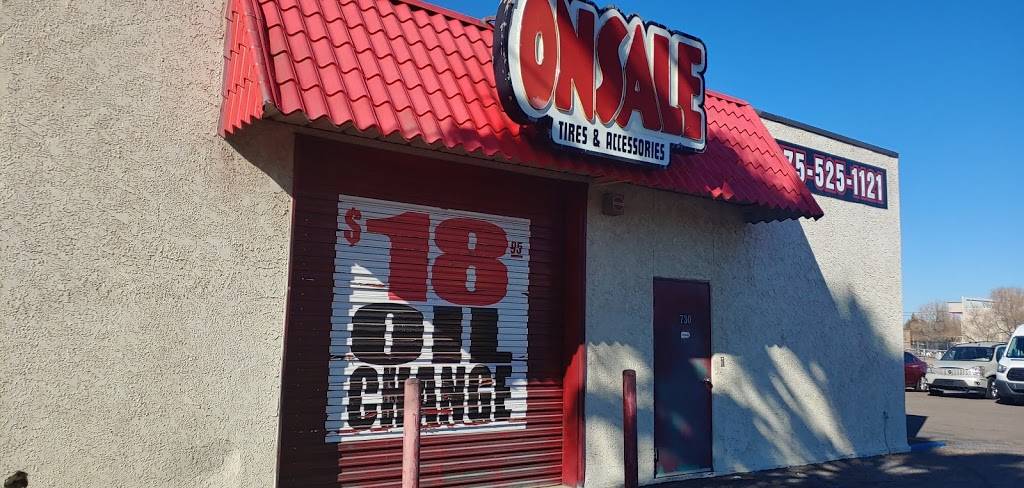 ONSALE
TIRES & ACCESSORIES
75-525-1121
$18.95
OIL
CHANGE
730